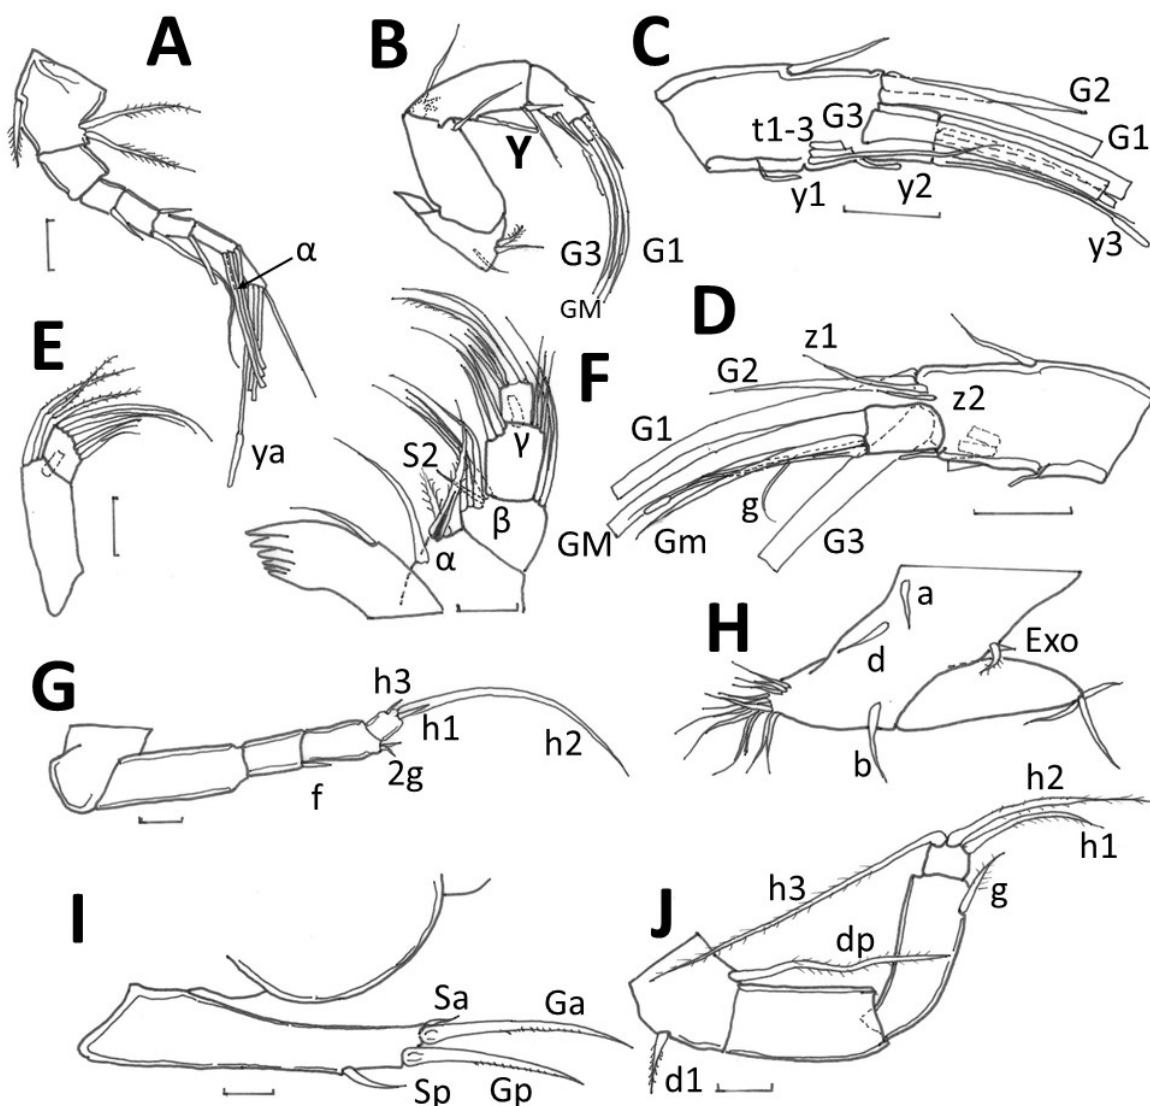 A
α
ya
B
Y
G3
G1
GM
C
G2
t1-3
G3
G1
y1
y2
y3
D
z1
G2
z2
G1
g
GM
Gm
G3
E
F
S2
γ
β
α
G
h3
h1
h2
2g
f
H
a
Exo
d
b
I
Sa
Ga
Sp
Gp
J
h2
h1
h3
g
dp
d1